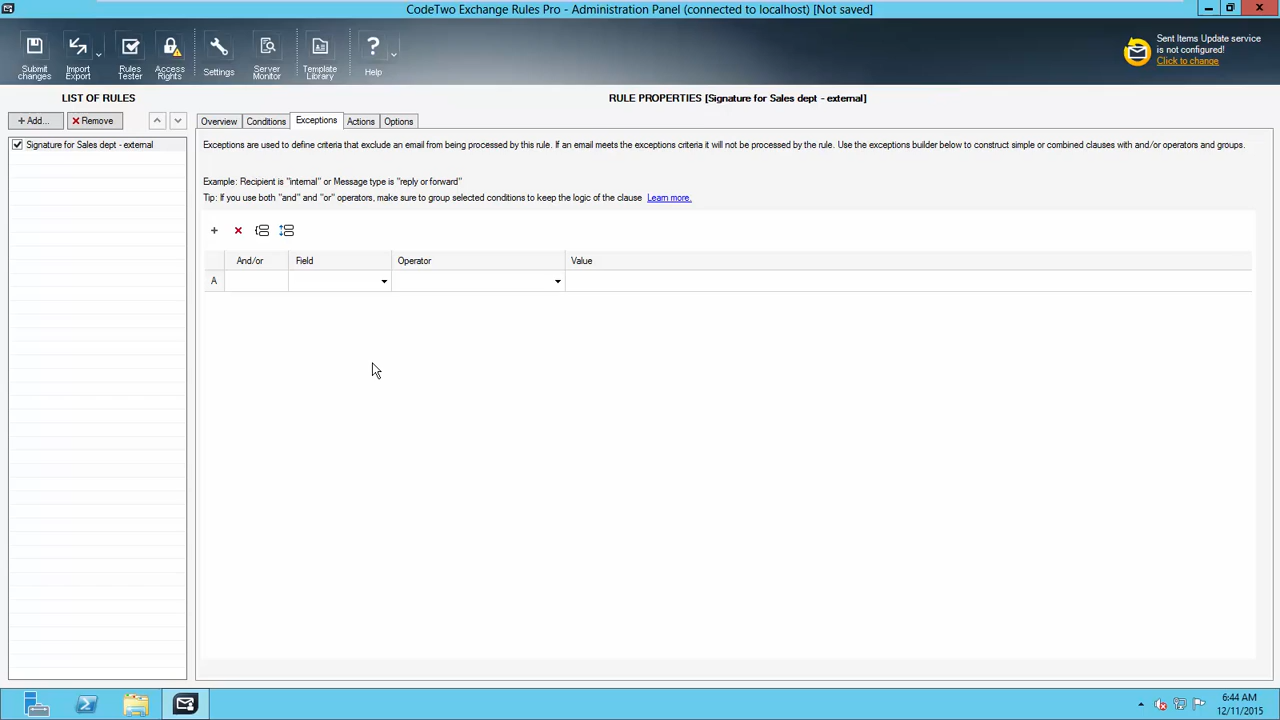 CodeTwo Exchange Rules Pro - Administration Panel (connected to localhost) [Not saved]
Submit changes
Import Export
Rules Tester
Access Rights
Settings
Server Monitor
Template Library
Help
Sent Items Update service
is not configured!
Click to change
LIST OF RULES
RULE PROPERTIES [Signature for Sales dept - external]
Add...
Remove
Overview
Conditions
Exceptions
Actions
Options
Signature for Sales dept - external
Exceptions are used to define criteria that exclude an email from being processed by this rule. If an email meets the exceptions criteria it will not be processed by the rule. Use the exceptions builder below to construct simple or combined clauses with and/or operators and groups.
Example: Recipient is "internal" or Message type is "reply or forward"
Tip: If you use both "and" and "or" operators, make sure to group selected conditions to keep the logic of the clause Learn more.
And/or Field Operator Value
A
6:44 AM
12/11/2015